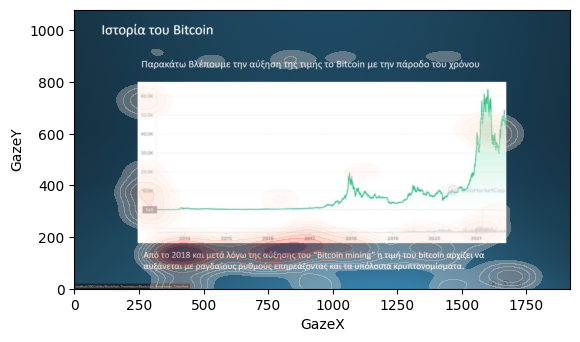 Ιστορία του Bitcoin
Παρακάτω Βλέπουμε την αύξηση της τιμής το Bitcoin με την πάροδο του χρόνου
Από το 2018 και μετά λόγω της αύξησης του "Bitcoin mining" η τιμή του bitcoin αρχίζει να
αυξάνεται με ραγδαίους ρυθμούς επηρεάζοντας και τα υπόλοιπα κρυπτονομίσματα.
GazeY
1000
800
600
400
200
0
0 250 500 750 1000 1250 1500 1750
GazeX